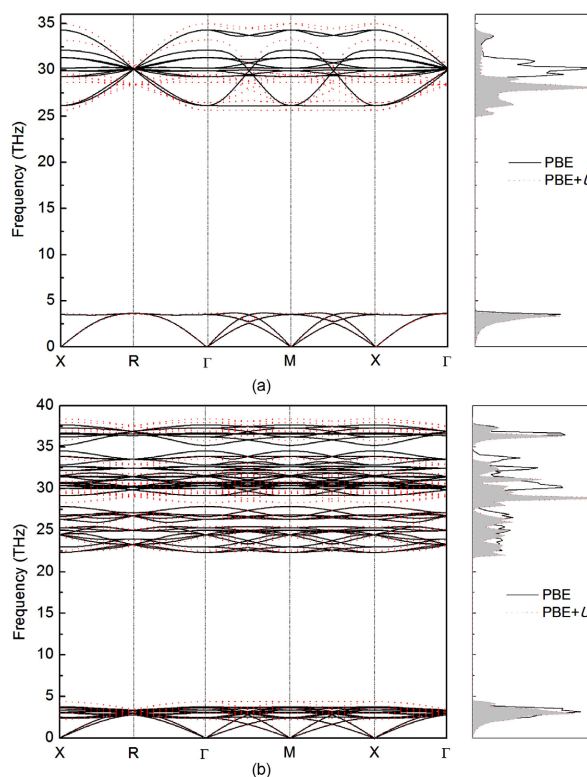 35
30
25
20
15
10
5
0
Frequency (THz)
X R Γ M X Γ
PBE
PBE+U
(a)
40
35
30
25
20
15
10
5
0
Frequency (THz)
X R Γ M X Γ
PBE
PBE+U
(b)